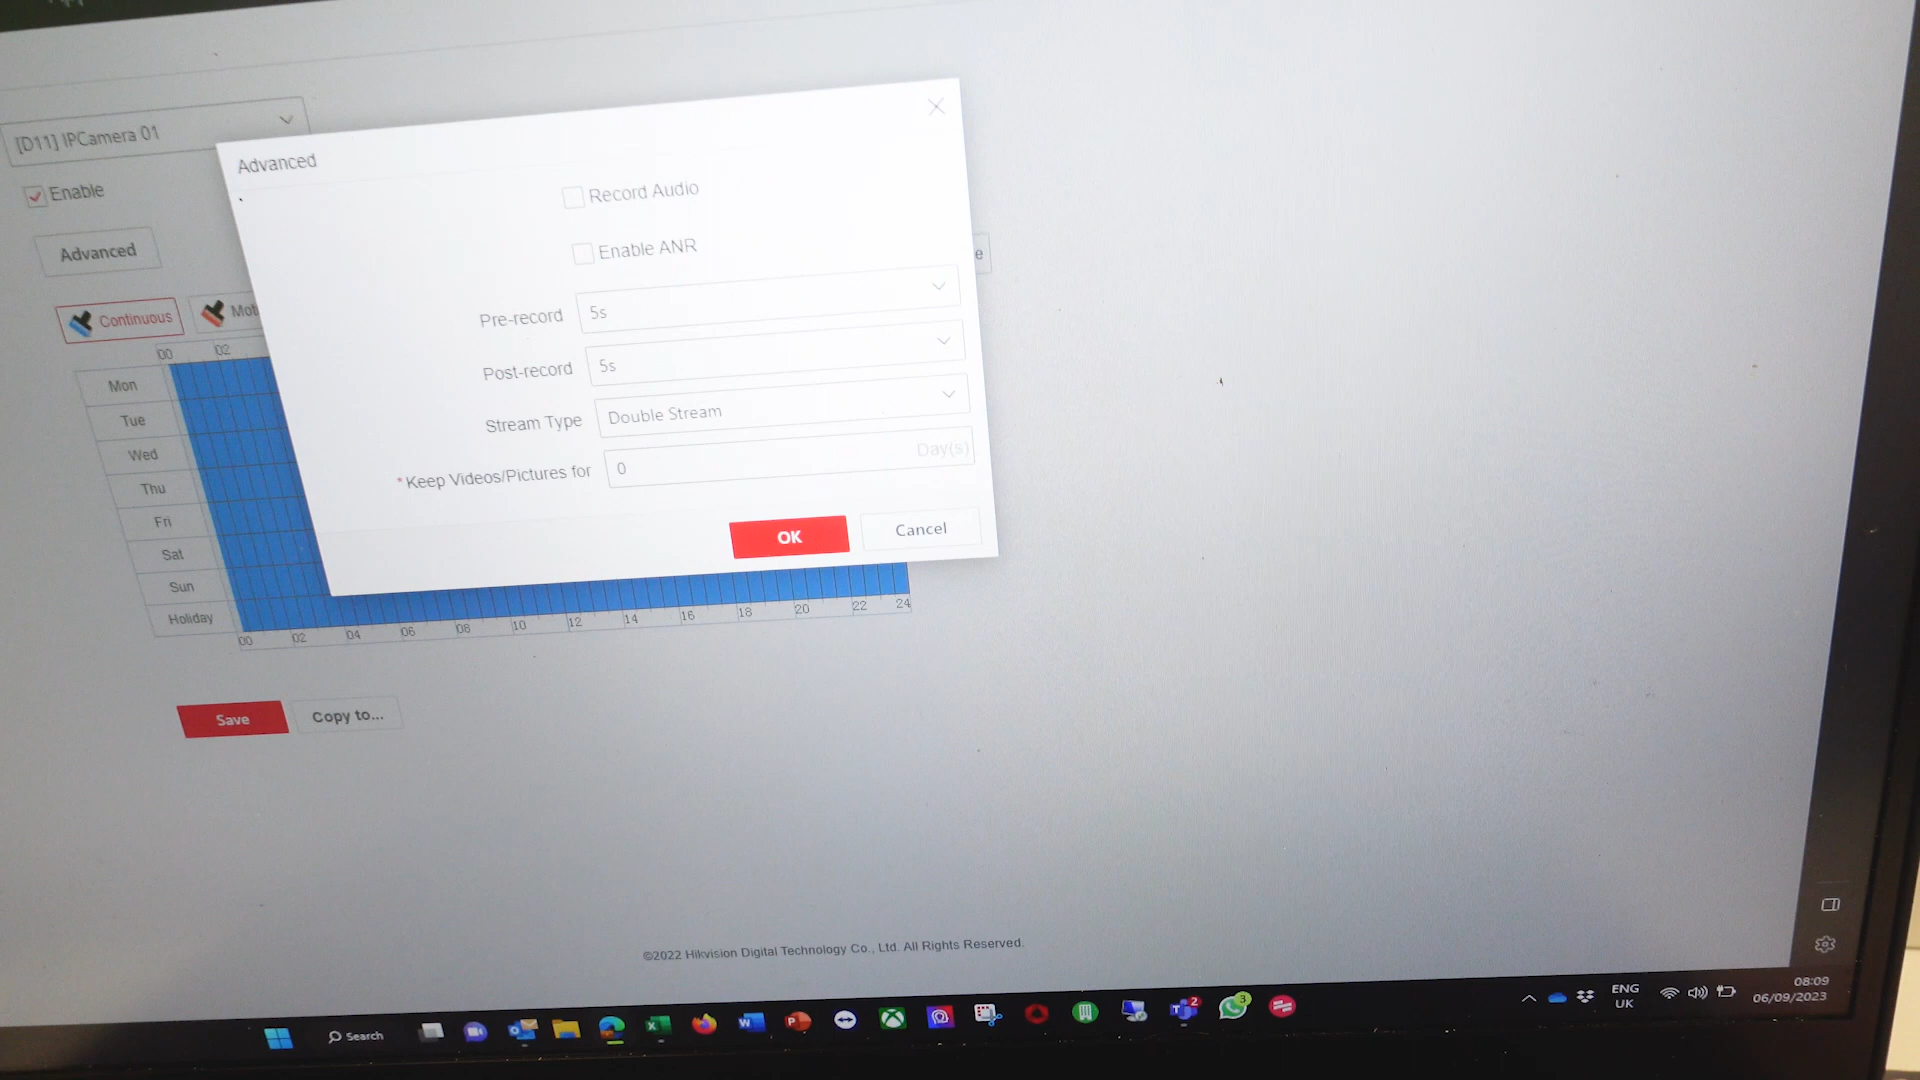 [D11] IPCamera 01
Enable
Advanced
Continuous
Mot
00 02
Mon
Tue
Wed
Thu
Fri
Sat
Sun
Holiday
00 02 04 06 08 10 12 14 16 18 20 22 24
Save
Copy to...
Advanced
Record Audio
Enable ANR
Pre-record 5s
Post-record 5s
Stream Type Double Stream
*Keep Videos/Pictures for 0 Day(s)
OK
Cancel
e
©2022 Hikvision Digital Technology Co., Ltd. All Rights Reserved.
Search
2
3
ENG
UK
08:09
06/09/2023